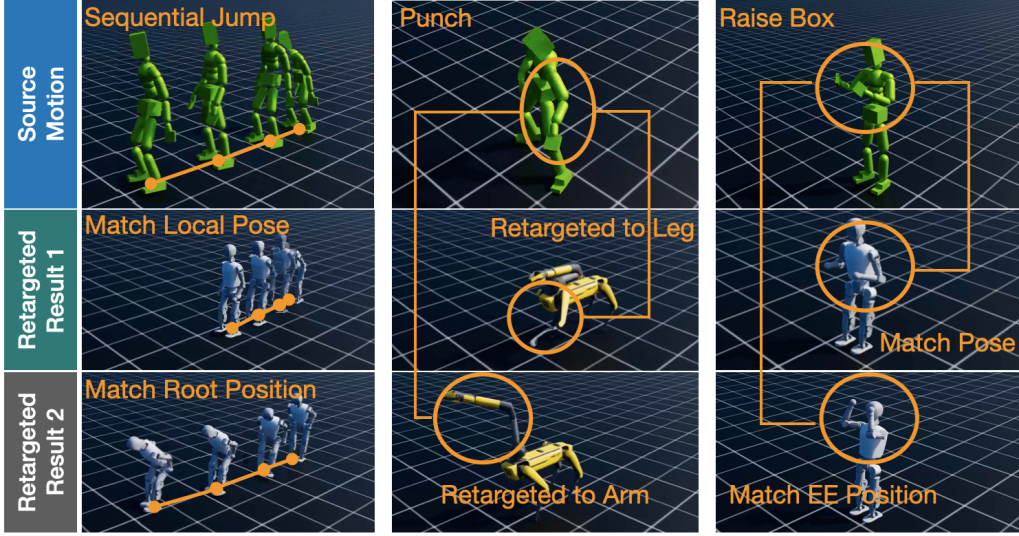 Source
Motion
Sequential Jump
Punch
Raise Box
Retargeted
Result 1
Match Local Pose
Retargeted to Leg
Match Pose
Retargeted
Result 2
Match Root Position
Retargeted to Arm
Match EE Position